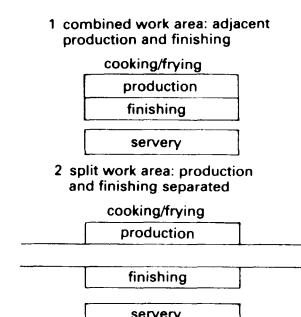 1 combined work area: adjacent
production and finishing
cooking/frying
production
finishing
servery
2 split work area: production
and finishing separated
cooking/frying
production
finishing
servery